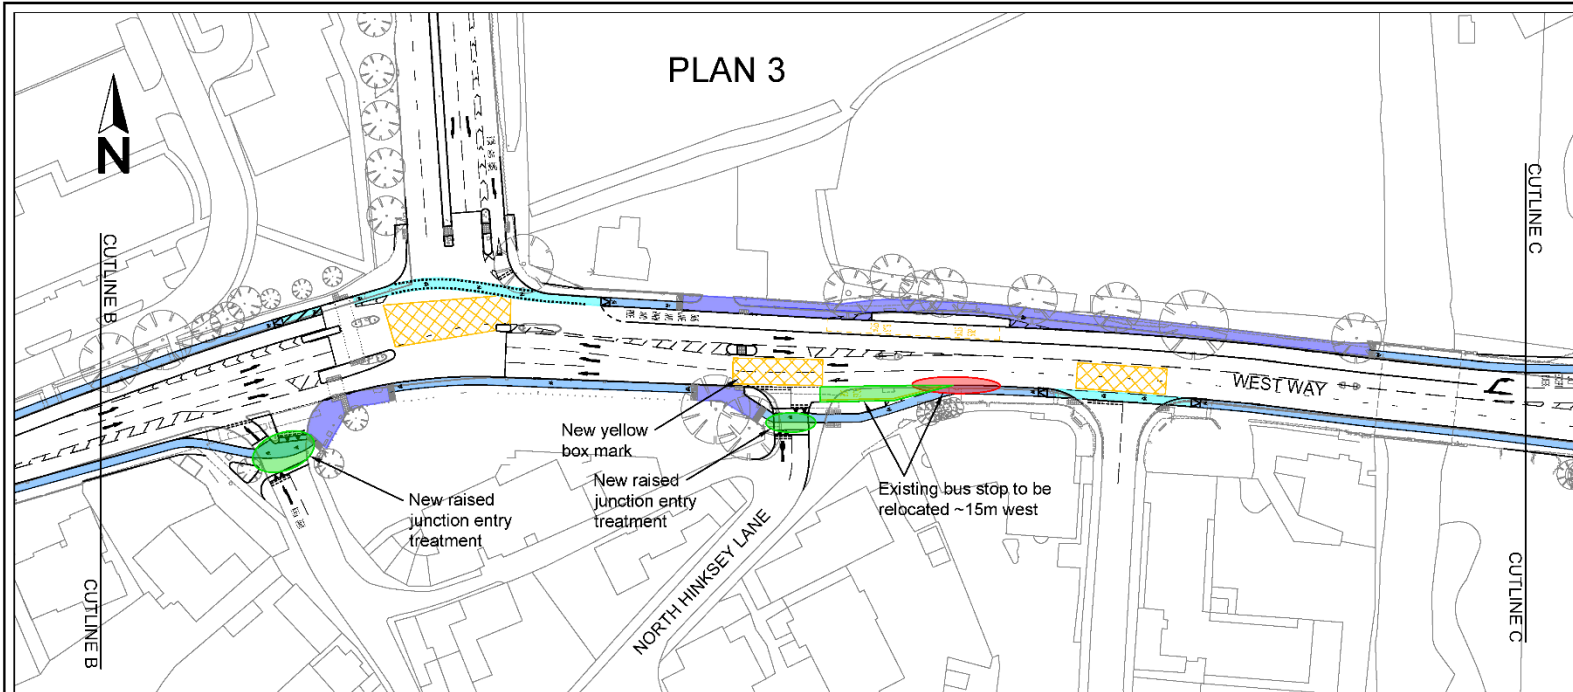 PLAN 3
N
CUTLINE B
CUTLINE C
WEST WAY
New yellow
box mark
New raised
junction entry
treatment
New raised
junction entry
treatment
Existing bus stop to be
relocated ~15m west
NORTH HINKSEY LANE
CUTLINE B
CUTLINE C